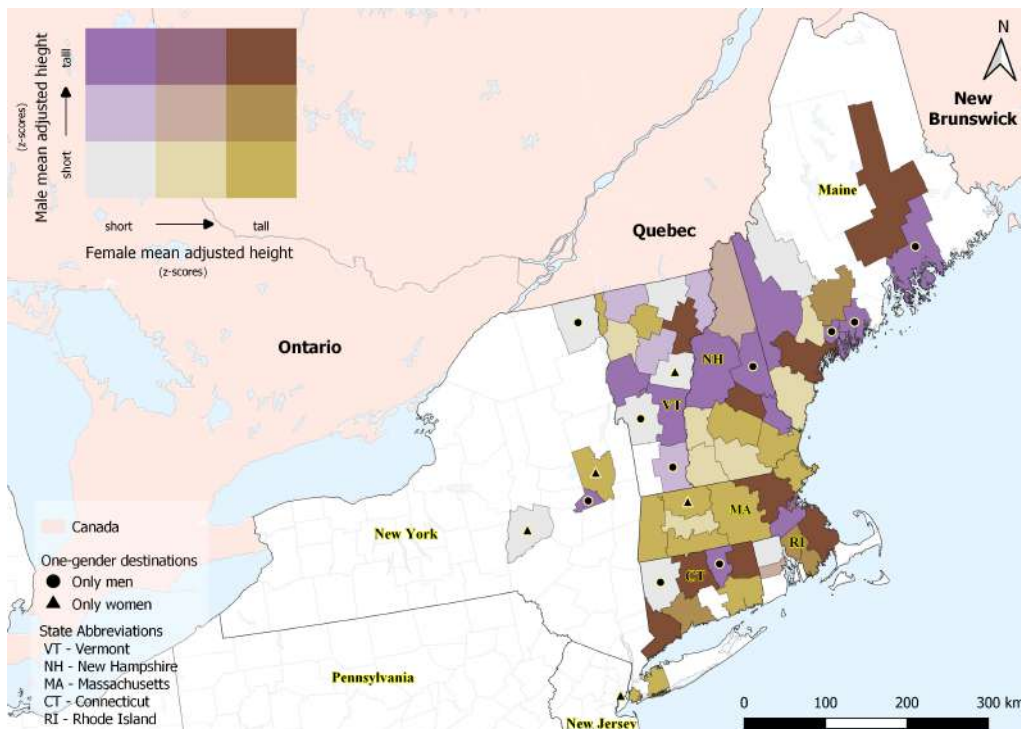 tall
short
Male mean adjusted hieght
(z-scores)
short
tall
Female mean adjusted height
(z-scores)
N
New
Brunswick
Maine
Quebec
Ontario
NH
VT
New York
MA
RI
CT
Pennsylvania
New Jersey
Canada
One-gender destinations
Only men
Only women
State Abbreviations
VT - Vermont
NH - New Hampshire
MA - Massachusetts
CT - Connecticut
RI - Rhode Island
0 100 200 300 km